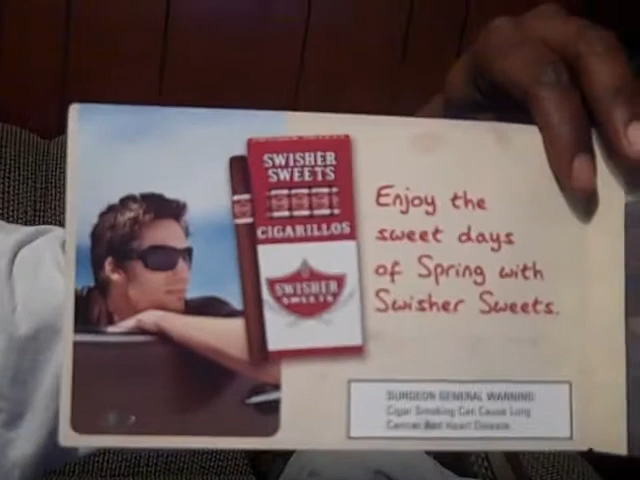 SWISHER
SWEETS
CIGARILLOS
SWISHER
SWEETS
Enjoy the
sweet days
of Spring with
Swisher Sweets.
SURGEON GENERAL WARNING:
Cigar Smoking Can Cause Lung
Cancer And Heart Disease.